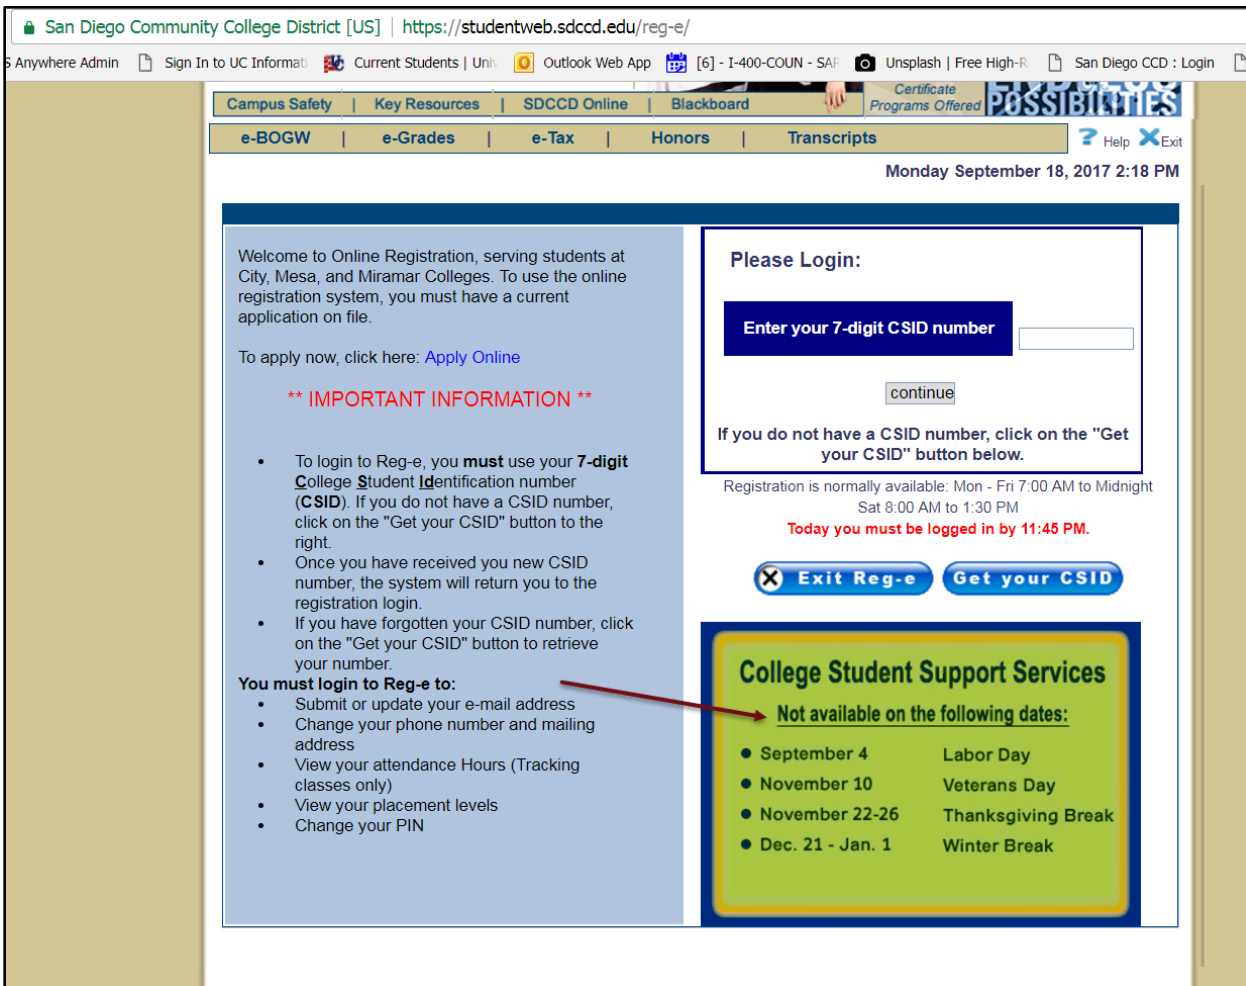 San Diego Community College District [US] | https://studentweb.sdccd.edu/reg-e/
S Anywhere Admin Sign In to UC Informati Current Students | Univ Outlook Web App [6] - I-400-COUN - SAR Unsplash | Free High-R San Diego CCD : Login
Certificate
Programs Offered
POSSIBILITIES
Campus Safety | Key Resources | SDCCD Online | Blackboard
e-BOGW | e-Grades | e-Tax | Honors | Transcripts
? Help X Exit
Monday September 18, 2017 2:18 PM
Welcome to Online Registration, serving students at
City, Mesa, and Miramar Colleges. To use the online
registration system, you must have a current
application on file.
To apply now, click here: Apply Online
** IMPORTANT INFORMATION **
• To login to Reg-e, you must use your 7-digit
College Student Identification number
(CSID). If you do not have a CSID number,
click on the "Get your CSID" button to the
right.
• Once you have received you new CSID
number, the system will return you to the
registration login.
• If you have forgotten your CSID number, click
on the "Get your CSID" button to retrieve
your number.
You must login to Reg-e to:
• Submit or update your e-mail address
• Change your phone number and mailing
address
• View your attendance Hours (Tracking
classes only)
• View your placement levels
• Change your PIN
Please Login:
Enter your 7-digit CSID number
continue
If you do not have a CSID number, click on the "Get
your CSID" button below.
Registration is normally available: Mon - Fri 7:00 AM to Midnight
Sat 8:00 AM to 1:30 PM
Today you must be logged in by 11:45 PM.
Exit Reg-e
Get your CSID
College Student Support Services
Not available on the following dates:
• September 4 Labor Day
• November 10 Veterans Day
• November 22-26 Thanksgiving Break
• Dec. 21 - Jan. 1 Winter Break